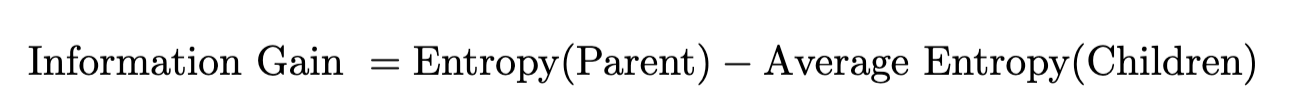 Information Gain = Entropy(Parent) − Average Entropy(Children)